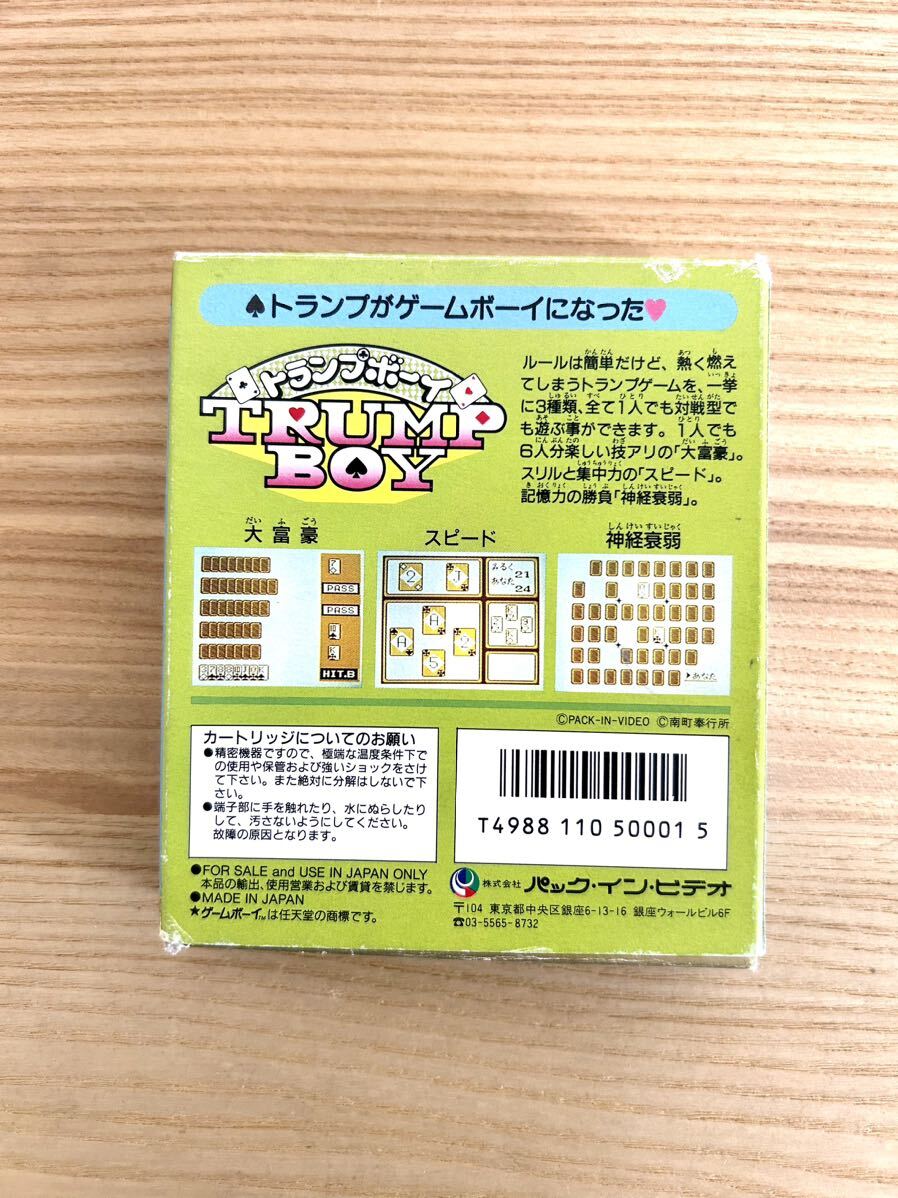 ♠トランプがゲームボーイになった♥
トランプボーイ
TRUMP
BOY
ルールは簡単だけど、熱く燃え
てしまうトランプゲームを、一挙
に3種類、全て1人でも対戦型で
も遊ぶ事ができます。1人でも
6人分楽しい技アリの「大富豪」。
スリルと集中力の「スピード」。
記憶力の勝負「神経衰弱」。
大富豪
スピード
神経衰弱
PASS
PASS
HIT.B
2
J
みるく
21
あなた
24
A
A
2
5
▶あなた
©PACK-IN-VIDEO ©南町奉行所
カートリッジについてのお願い
●精密機器ですので、極端な温度条件下で
の使用や保管および強いショックをさけ
て下さい。また絶対に分解はしないで下
さい。
●端子部に手を触れたり、水にぬらしたり
して、汚さないようにしてください。
故障の原因となります。
T4988 110 50001 5
●FOR SALE and USE IN JAPAN ONLY
本品の輸出、使用営業および賃貸を禁じます。
●MADE IN JAPAN
★ゲームボーイTMは任天堂の商標です。
株式会社 パック・イン・ビデオ
〒104 東京都中央区銀座6-13-16 銀座ウォールビル6F
☎03-5565-8732